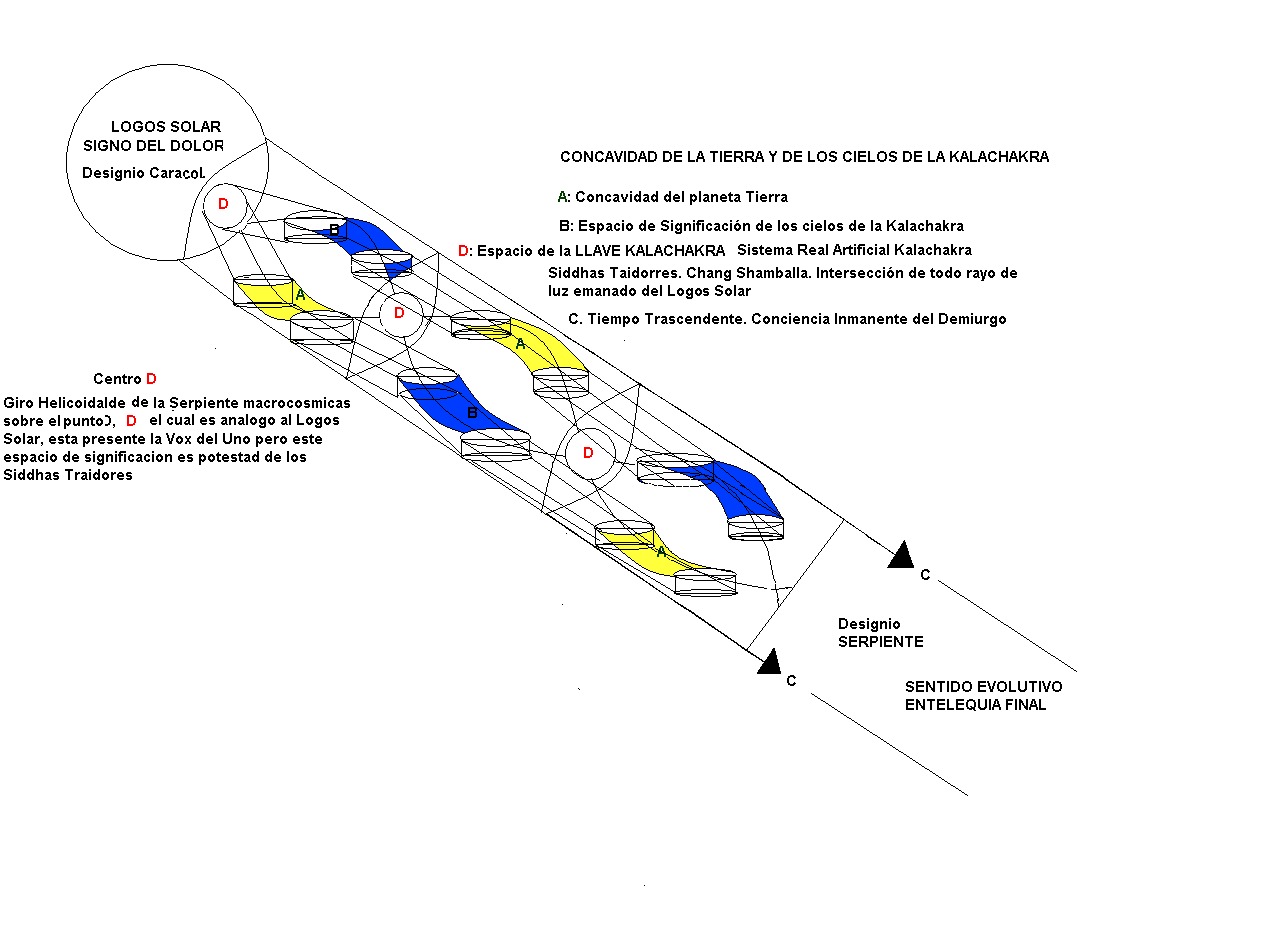 LOGOS SOLAR
SIGNO DEL DOLOR
Designio Caracol
D
CONCAVIDAD DE LA TIERRA Y DE LOS CIELOS DE LA KALACHAKRA
A: Concavidad del planeta Tierra
B: Espacio de Significación de los cielos de la Kalachakra
D: Espacio de la LLAVE KALACHAKRA Sistema Real Artificial Kalachakra
Siddhas Taidorres. Chang Shamballa. Intersección de todo rayo de
luz emanado del Logos Solar
C. Tiempo Trascendente. Conciencia Inmanente del Demiurgo
B
A
D
A
B
D
A
Centro D
Giro Helicoidalde de la Serpiente macrocosmicas
sobre el punto), D el cual es analogo al Logos
Solar, esta presente la Vox del Uno pero este
espacio de significacion es potestad de los
Siddhas Traidores
C
C
Designio
SERPIENTE
SENTIDO EVOLUTIVO
ENTELEQUIA FINAL